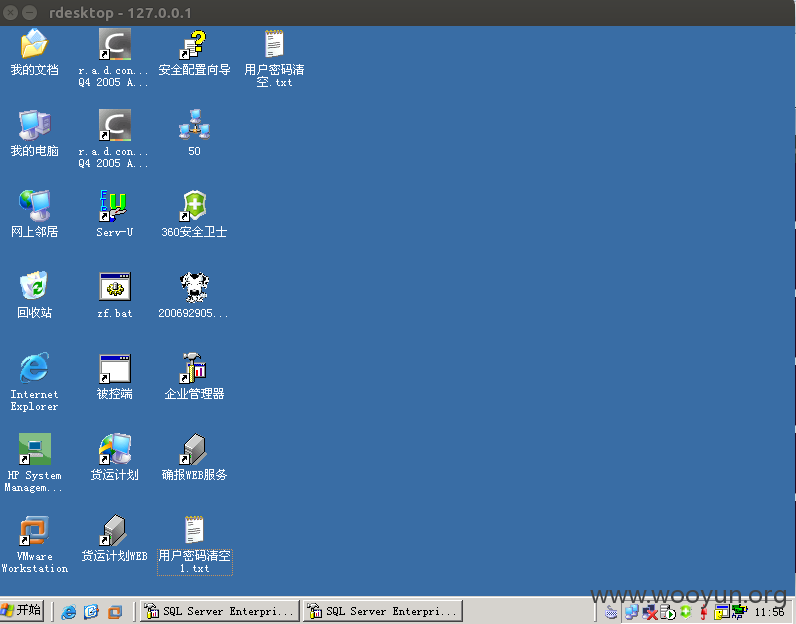 rdesktop - 127.0.0.1
我的文档
r.a.d.con...
Q4 2005 A...
安全配置向导
用户密码清
空.txt
我的电脑
r.a.d.con...
Q4 2005 A...
50
网上邻居
Serv-U
360安全卫士
回收站
zf.bat
200692905...
Internet
Explorer
被控端
企业管理器
HP System
Managem...
货运计划
确报WEB服务
VMware
Workstation
货运计划WEB
用户密码清空
1.txt
www.wooyun.org
开始
SQL Server Enterpri...
SQL Server Enterpri...
11:56